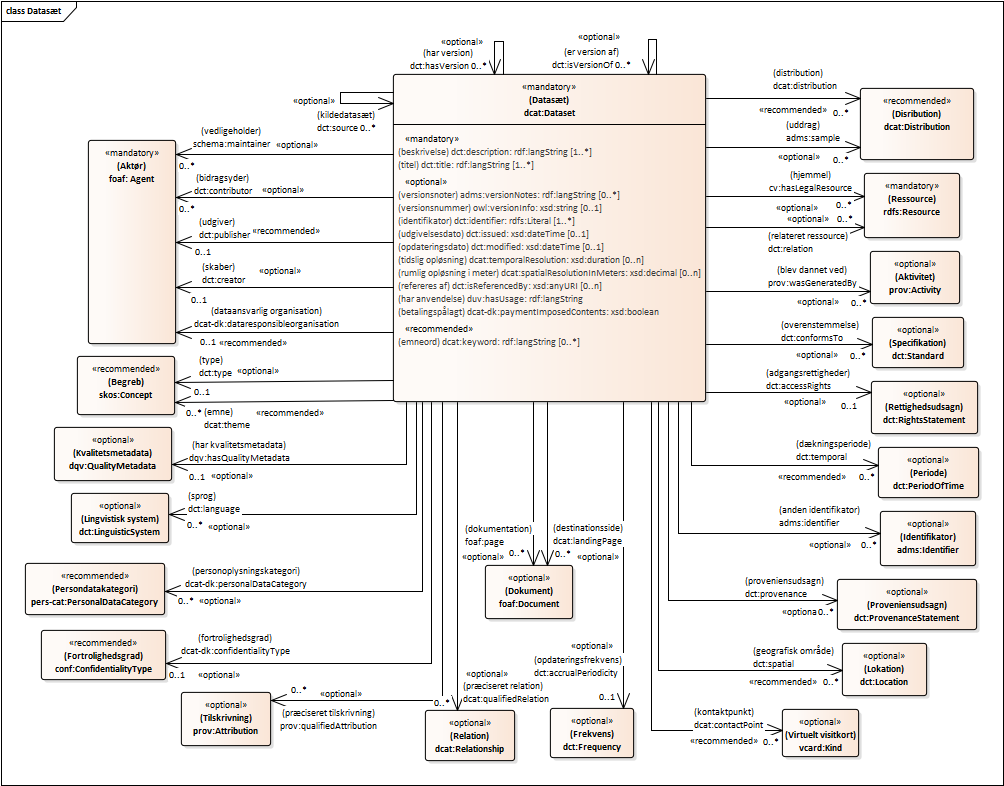 class Datasæt
«optional»
(har version)
dct:hasVersion 0..*
«optional»
(er version af)
dct:isVersionOf 0..*
«optional»
(kildedatasæt)
dct:source 0..*
«mandatory»
(Datasæt)
dcat:Dataset
«mandatory»
(beskrivelse) dct:description: rdf:langString [1..*]
(titel) dct:title: rdf:langString [1..*]
«optional»
(versionsnoter) adms:versionNotes: rdf:langString [0..*]
(versionsnummer) owl:versionInfo: xsd:string [0..1]
(identifikator) dct:identifier: rdfs:Literal [1..*]
(udgivelsesdato) dct:issued: xsd:dateTime [0..1]
(opdateringsdato) dct:modified: xsd:dateTime [0..1]
(tidslig opløsning) dcat:temporalResolution: xsd:duration [0..n]
(rumlig opløsning i meter) dcat:spatialResolutionInMeters: xsd:decimal [0..n]
(refereres af) dct:isReferencedBy: xsd:anyURI [0..n]
(har anvendelse) duv:hasUsage: rdf:langString
(betalingspålagt) dcat-dk:paymentImposedContents: xsd:boolean
«recommended»
(emneord) dcat:keyword: rdf:langString [0..*]
«mandatory»
(Aktør)
foaf: Agent
(vedligeholder)
schema:maintainer «optional»
0..*
(bidragsyder)
dct:contributor «optional»
0..*
(udgiver)
dct:publisher «recommended»
0..1
(skaber)
dct:creator «optional»
0..1
(dataansvarlig organisation)
dcat-dk:dataresponsibleorganisation
0..1 «recommended»
«recommended»
(Begreb)
skos:Concept
(type)
dct:type «optional»
0..1
0..* (emne) «recommended»
dcat:theme
«optional»
(Kvalitetsmetadata)
dqv:QualityMetadata
(har kvalitetsmetadata)
dqv:hasQualityMetadata
0..1 «optional»
«optional»
(Lingvistisk system)
dct:LinguisticSystem
(sprog)
dct:language
0..* «optional»
«recommended»
(Persondatakategori)
pers-cat:PersonalDataCategory
(personoplysningskategori)
dcat-dk:personalDataCategory
0..* «optional»
«recommended»
(Fortrolighedsgrad)
conf:ConfidentialityType
(fortrolighedsgrad)
dcat-dk:confidentialityType
0..1 «optional»
«optional»
(Tilskrivning)
prov:Attribution
0..* «optional»
(præciseret tilskrivning)
prov:qualifiedAttribution
«optional»
(præciseret relation)
dcat:qualifiedRelation
0..*
«optional»
(Relation)
dcat:Relationship
(dokumentation)
foaf:page
«optional» 0..*
(destinationsside)
dcat:landingPage
0..* «optional»
«optional»
(Dokument)
foaf:Document
«optional»
(opdateringsfrekvens)
dct:accrualPeriodicity
0..1
«optional»
(Frekvens)
dct:Frequency
(distribution)
dcat:distribution
«recommended» 0..*
(uddrag)
adms:sample
«optional» 0..*
«recommended»
(Disribution)
dcat:Distribution
(hjemmel)
cv:hasLegalResource
«optional» 0..*
«optional» 0..*
(relateret ressource)
dct:relation
«mandatory»
(Ressource)
rdfs:Resource
(blev dannet ved)
prov:wasGeneratedBy
«optional» 0..*
«optional»
(Aktivitet)
prov:Activity
(overenstemmelse)
dct:conformsTo
«optional» 0..*
«optional»
(Specifikation)
dct:Standard
(adgangsrettigheder)
dct:accessRights
«optional» 0..1
«optional»
(Rettighedsudsagn)
dct:RightsStatement
(dækningsperiode)
dct:temporal
«recommended» 0..*
«optional»
(Periode)
dct:PeriodOfTime
(anden identifikator)
adms:identifier
«optional» 0..*
«optional»
(Identifikator)
adms:Identifier
(proveniensudsagn)
dct:provenance
«optiona 0..*
«optional»
(Proveniensudsagn)
dct:ProvenanceStatement
(geografisk område)
dct:spatial
«recommended» 0..*
«optional»
(Lokation)
dct:Location
(kontaktpunkt)
dcat:contactPoint
«recommended» 0..*
«optional»
(Virtuelt visitkort)
vcard:Kind